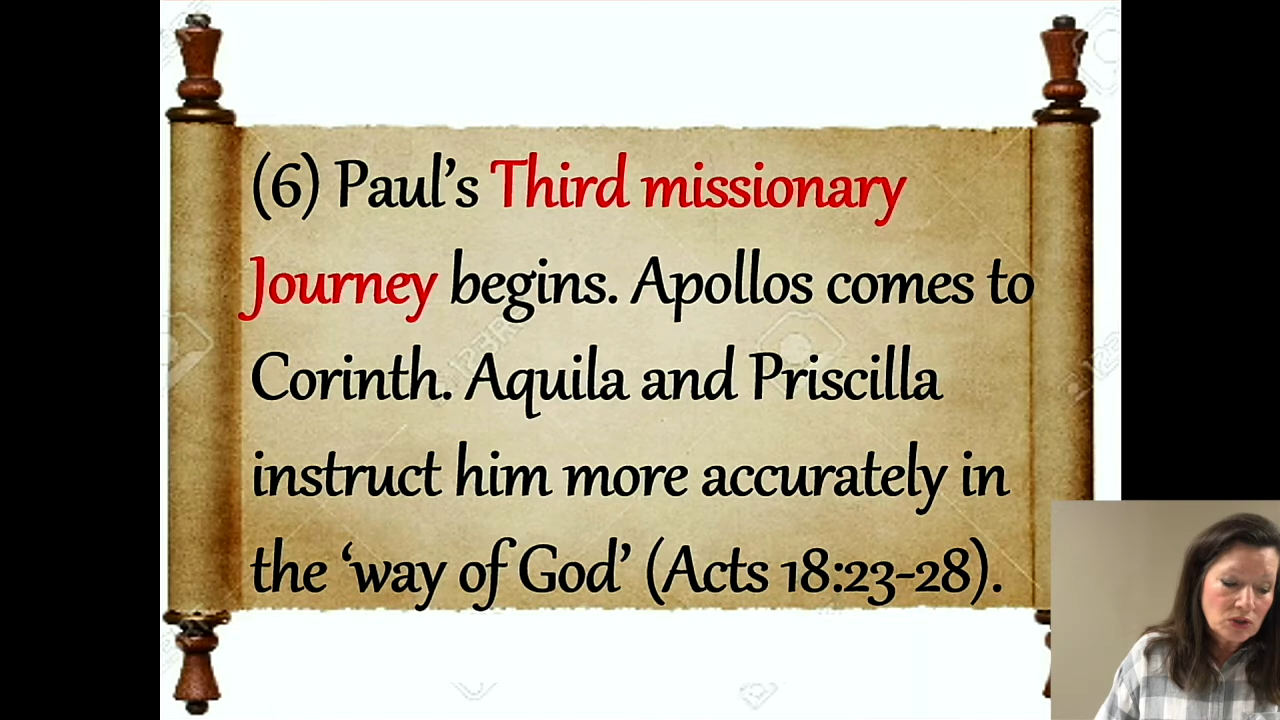 (6) Paul’s Third missionary
Journey begins. Apollos comes to
Corinth. Aquila and Priscilla
instruct him more accurately in
the ‘way of God’ (Acts 18:23-28).